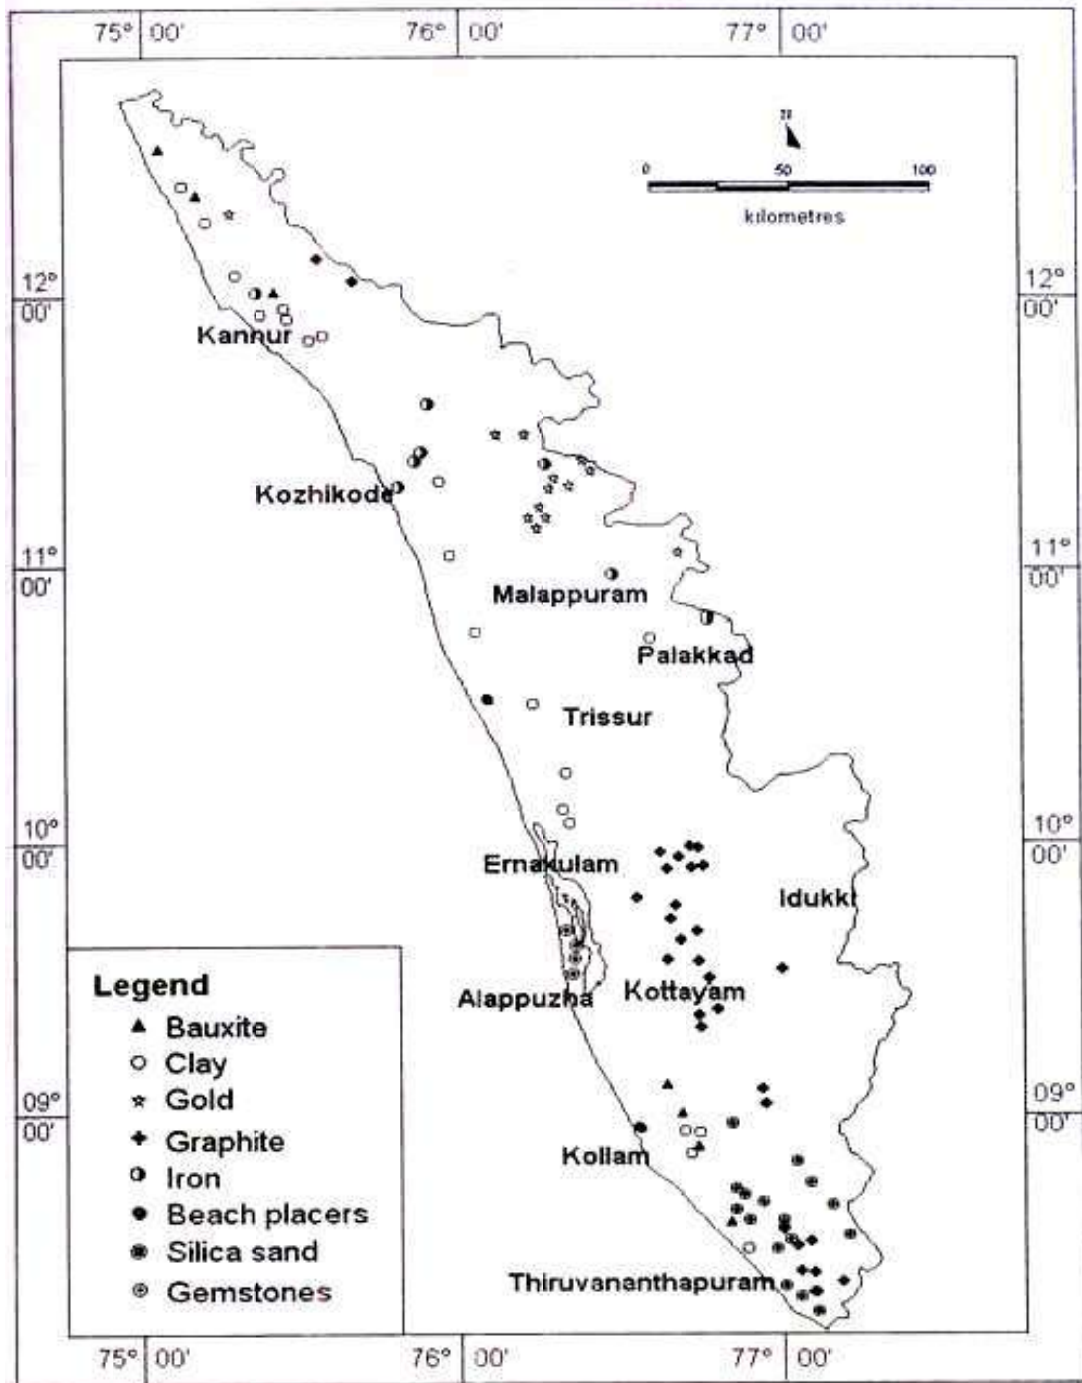 75° 00' 76° 00' 77° 00'
0 50 100
kilometres
12° 12°
00' 00'
Kannur
Kozhikode
11° 11°
00' 00'
Malappuram
Palakkad
Trissur
10° 10°
00' 00'
Ernakulam
Idukki
Legend
Alappuzha Kottayam
Bauxite
Clay
Gold
09° 09°
00' 00'
Graphite
Kollam
Iron
Beach placers
Silica sand
Thiruvananthapuram
Gemstones
75° 00' 76° 00' 77° 00'